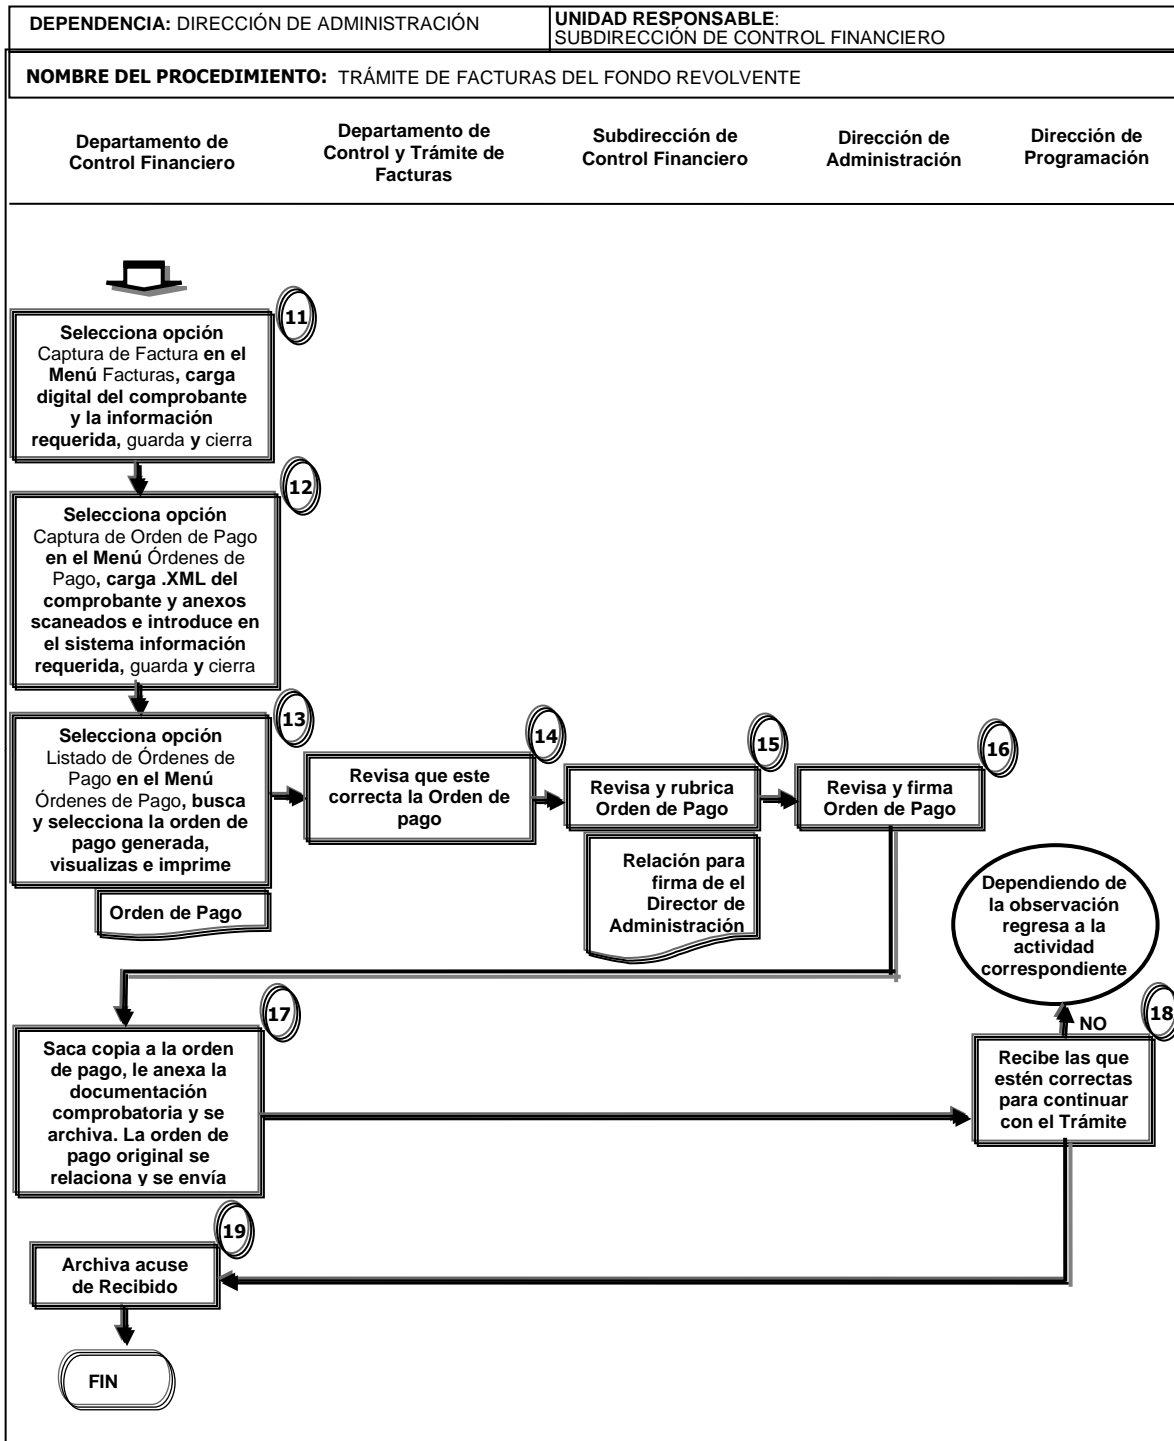 DEPENDENCIA: DIRECCIÓN DE ADMINISTRACIÓN
UNIDAD RESPONSABLE:
SUBDIRECCIÓN DE CONTROL FINANCIERO
NOMBRE DEL PROCEDIMIENTO: TRÁMITE DE FACTURAS DEL FONDO REVOLVENTE
Departamento de
Control Financiero
Departamento de
Control y Trámite de
Facturas
Subdirección de
Control Financiero
Dirección de
Administración
Dirección de
Programación
11
Selecciona opción
Captura de Factura en el
Menú Facturas, carga
digital del comprobante
y la información
requerida, guarda y cierra
12
Selecciona opción
Captura de Orden de Pago
en el Menú Órdenes de
Pago, carga .XML del
comprobante y anexos
scaneados e introduce en
el sistema información
requerida, guarda y cierra
13
Selecciona opción
Listado de Órdenes de
Pago en el Menú
Órdenes de Pago, busca
y selecciona la orden de
pago generada,
visualizas e imprime
Orden de Pago
14
Revisa que este
correcta la Orden de
pago
15
Revisa y rubrica
Orden de Pago
Relación para
firma de el
Director de
Administración
16
Revisa y firma
Orden de Pago
Dependiendo de
la observación
regresa a la
actividad
correspondiente
17
Saca copia a la orden
de pago, le anexa la
documentación
comprobatoria y se
archiva. La orden de
pago original se
relaciona y se envía
NO
18
Recibe las que
estén correctas
para continuar
con el Trámite
19
Archiva acuse
de Recibido
FIN